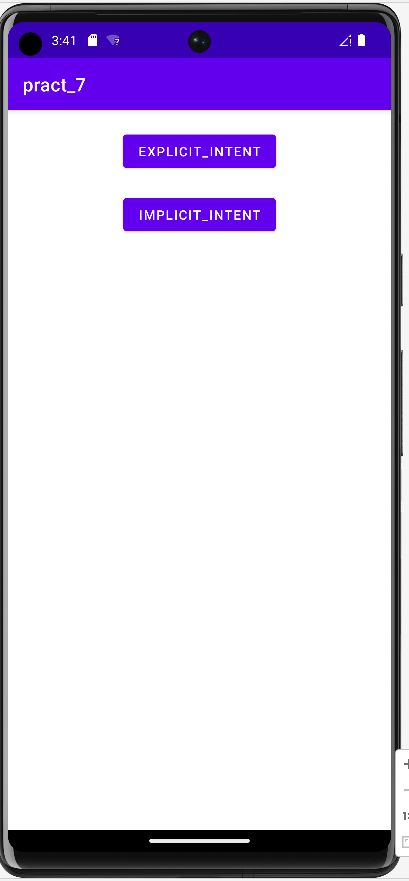 3:41
pract_7
EXPLICIT_INTENT
IMPLICIT_INTENT